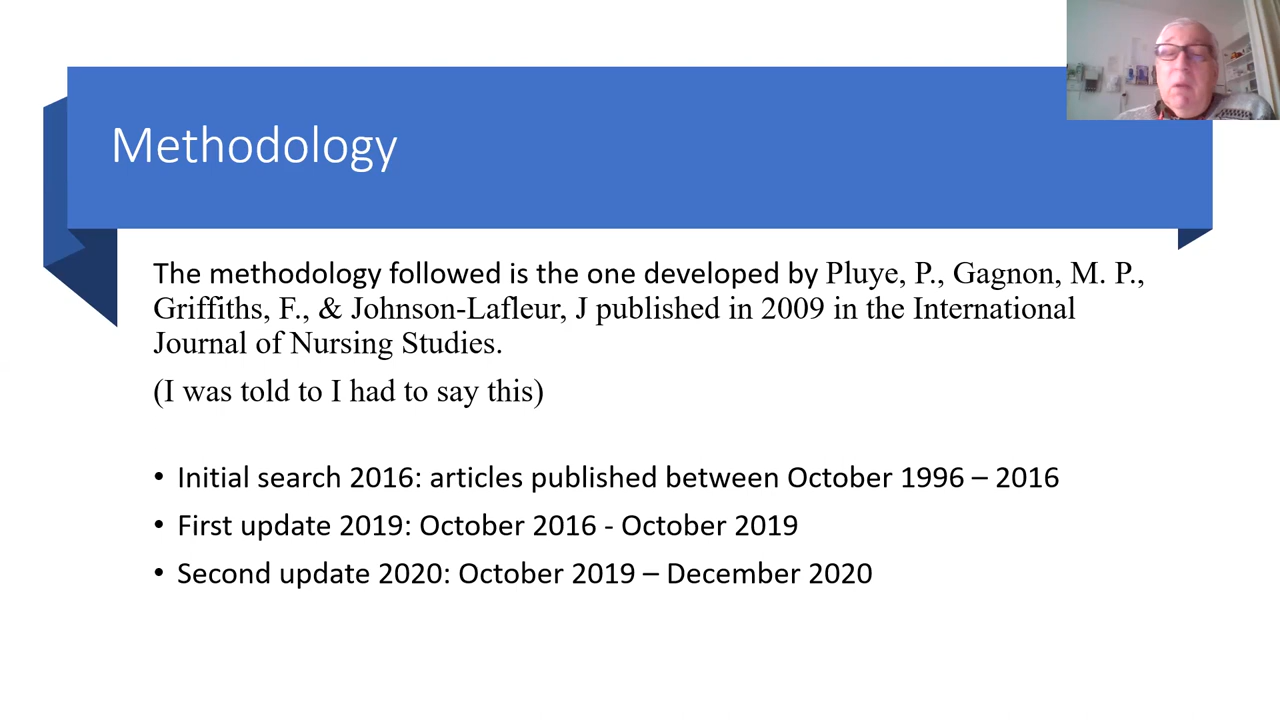 Methodology
The methodology followed is the one developed by Pluye, P., Gagnon, M. P.,
Griffiths, F., & Johnson-Lafleur, J published in 2009 in the International
Journal of Nursing Studies.
(I was told to I had to say this)
• Initial search 2016: articles published between October 1996 – 2016
• First update 2019: October 2016 - October 2019
• Second update 2020: October 2019 – December 2020